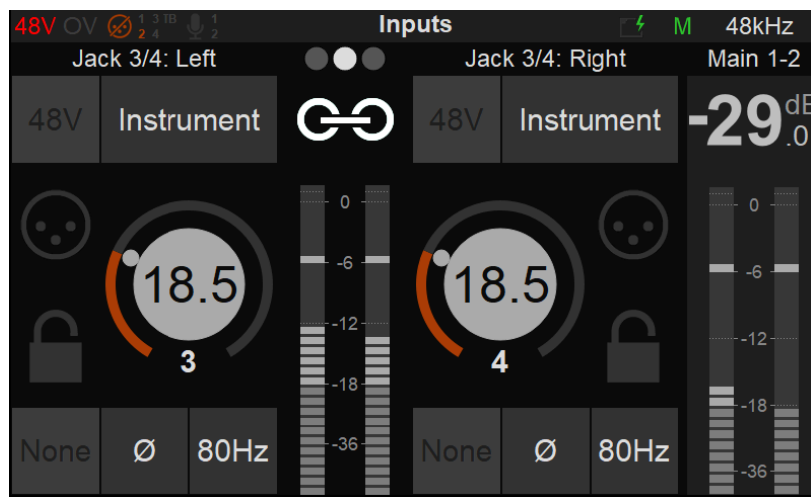 48V OV 1 2 3 4 TB 1 2 Inputs M 48kHz
Jack 3/4: Left Jack 3/4: Right Main 1-2
48V Instrument 48V Instrument -29.0 dB
0 0
-6 -6
18.5 18.5
-12 -12
3 4
-18 -18
None Ø 80Hz -36 None Ø 80Hz -36